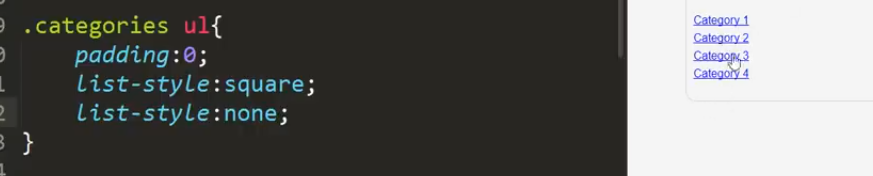 .categories ul{
padding:0;
list-style:square;
list-style:none;
}
Category 1
Category 2
Category 3
Category 4